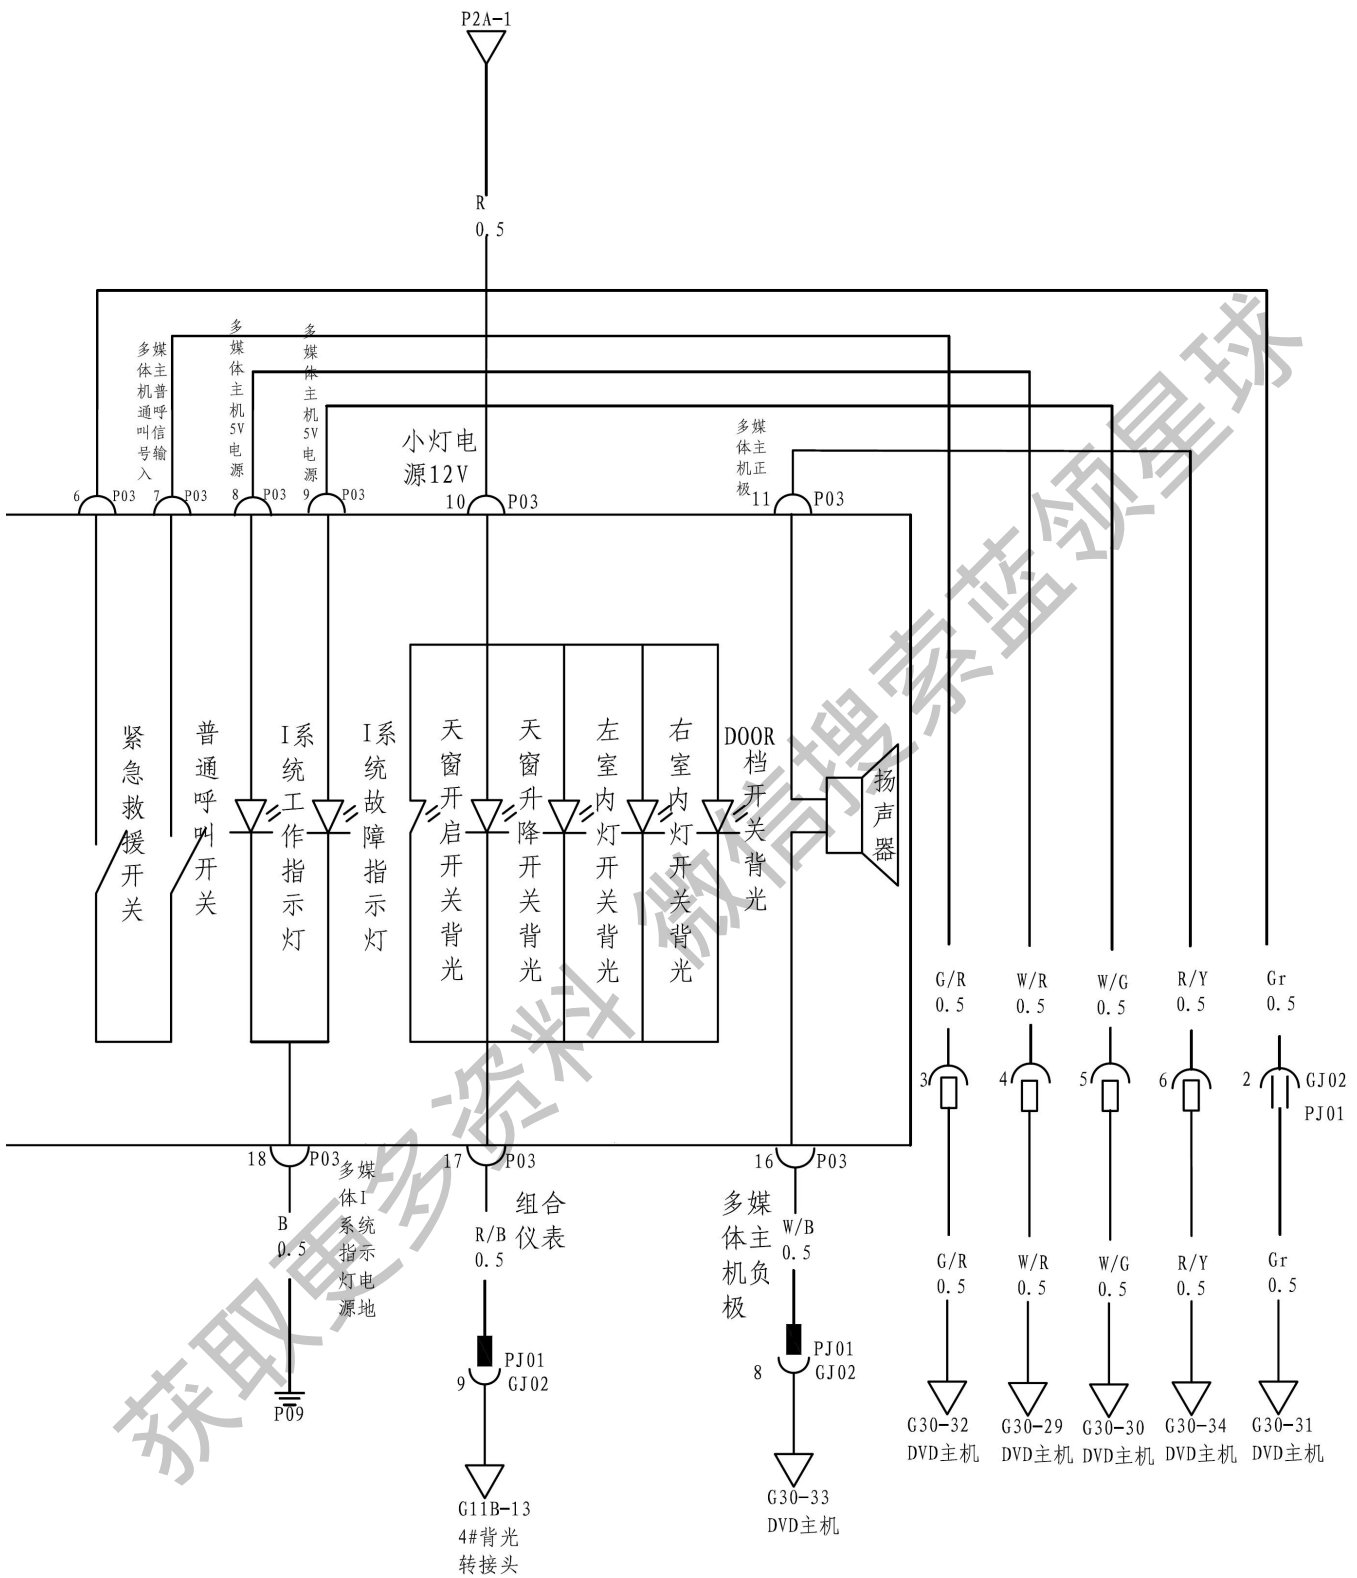 P2A-1
R
0.5
多媒
体主
机普
通呼
叫信
号输
入
多媒体主机5V电源
多媒体主机5V电源
小灯电
源12V
多媒
体主
机正
极
6 P03
7 P03
8 P03
9 P03
10 P03
11 P03
紧急救援开关
普通呼叫开关
I系统工作指示灯
I系统故障指示灯
天窗开启开关背光
天窗升降开关背光
左室内灯开关背光
右室内灯开关背光
DOOR
档开关背光
扬声器
G/R
0.5
W/R
0.5
W/G
0.5
R/Y
0.5
Gr
0.5
3
4
5
6
2
GJ02
PJ01
18 P03
17 P03
16 P03
多媒
体I
系统
指示
灯电
源地
B
0.5
P09
组合
仪表
R/B
0.5
PJ01
9 GJ02
G11B-13
4#背光
转接头
多媒
体主
机负
极
W/B
0.5
PJ01
8 GJ02
G30-33
DVD主机
G/R
0.5
W/R
0.5
W/G
0.5
R/Y
0.5
Gr
0.5
G30-32
DVD主机
G30-29
DVD主机
G30-30
DVD主机
G30-34
DVD主机
G30-31
DVD主机
获取更多资料 微信搜索蓝领星球